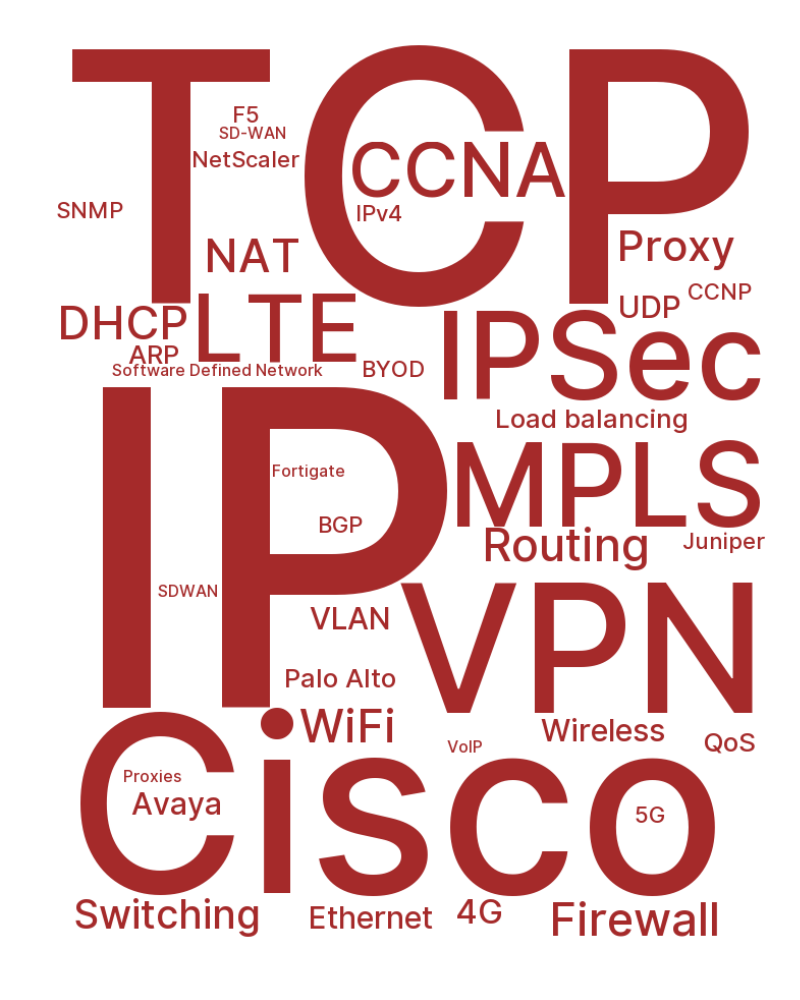 TCP
F5
SD-WAN
NetScaler
CCNA
SNMP
IPv4
NAT
Proxy
CCNP
LTE
UDP
DHCP
IPSec
ARP
Software Defined Network
BYOD
Load balancing
IP
MPLS
Fortigate
BGP
Routing
Juniper
SDWAN
VLAN
VPN
Palo Alto
WiFi
Wireless
VoIP
QoS
Cisco
Proxies
Avaya
5G
Switching
Ethernet
4G
Firewall